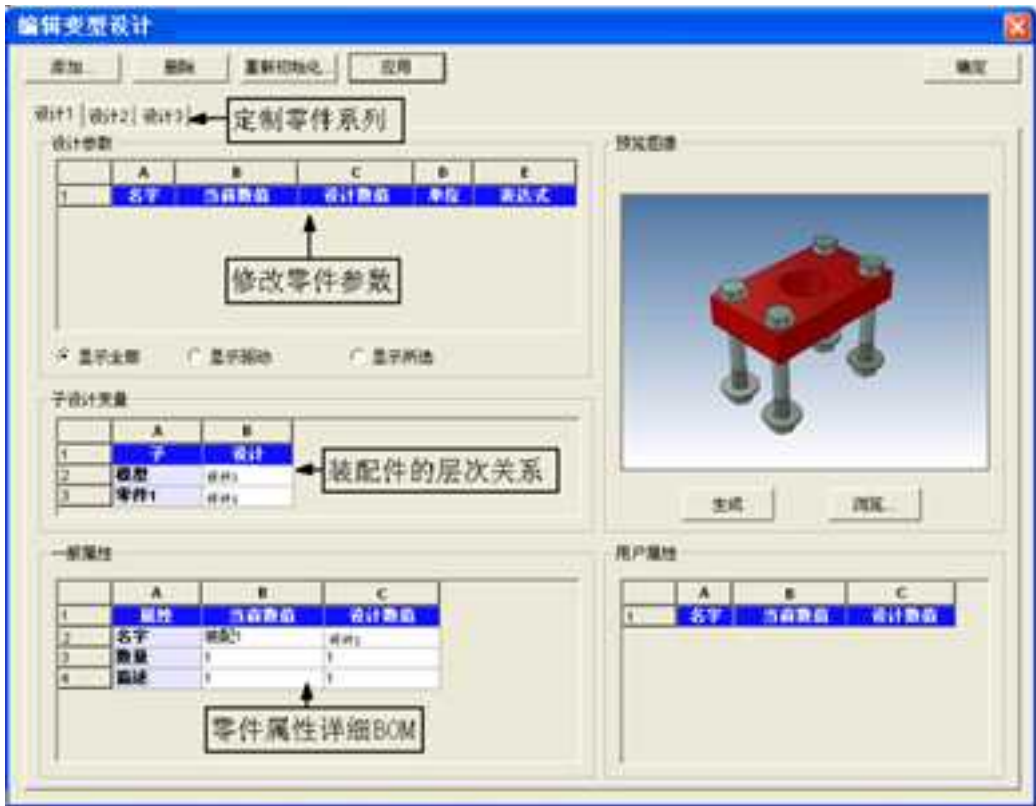 编辑变型设计
添加... 删除 重新初始化... 应用 确定
设计1 设计2 设计3 定制零件系列
设计参数
A B C D E
1 名字 当前数值 设计数值 单位 表达式
修改零件参数
显示全部 显示驱动 显示所选
预览图像
生成 浏览...
子设计变量
A B
1 子 设计
2 模型
3 零件1
装配件的层次关系
一般属性
A B C
1 属性 当前数值 设计数值
2 名字 装配1
3 数量 1 1
4 描述 1 1
零件属性详细BOM
用户属性
A B C
1 名字 当前数值 设计数值